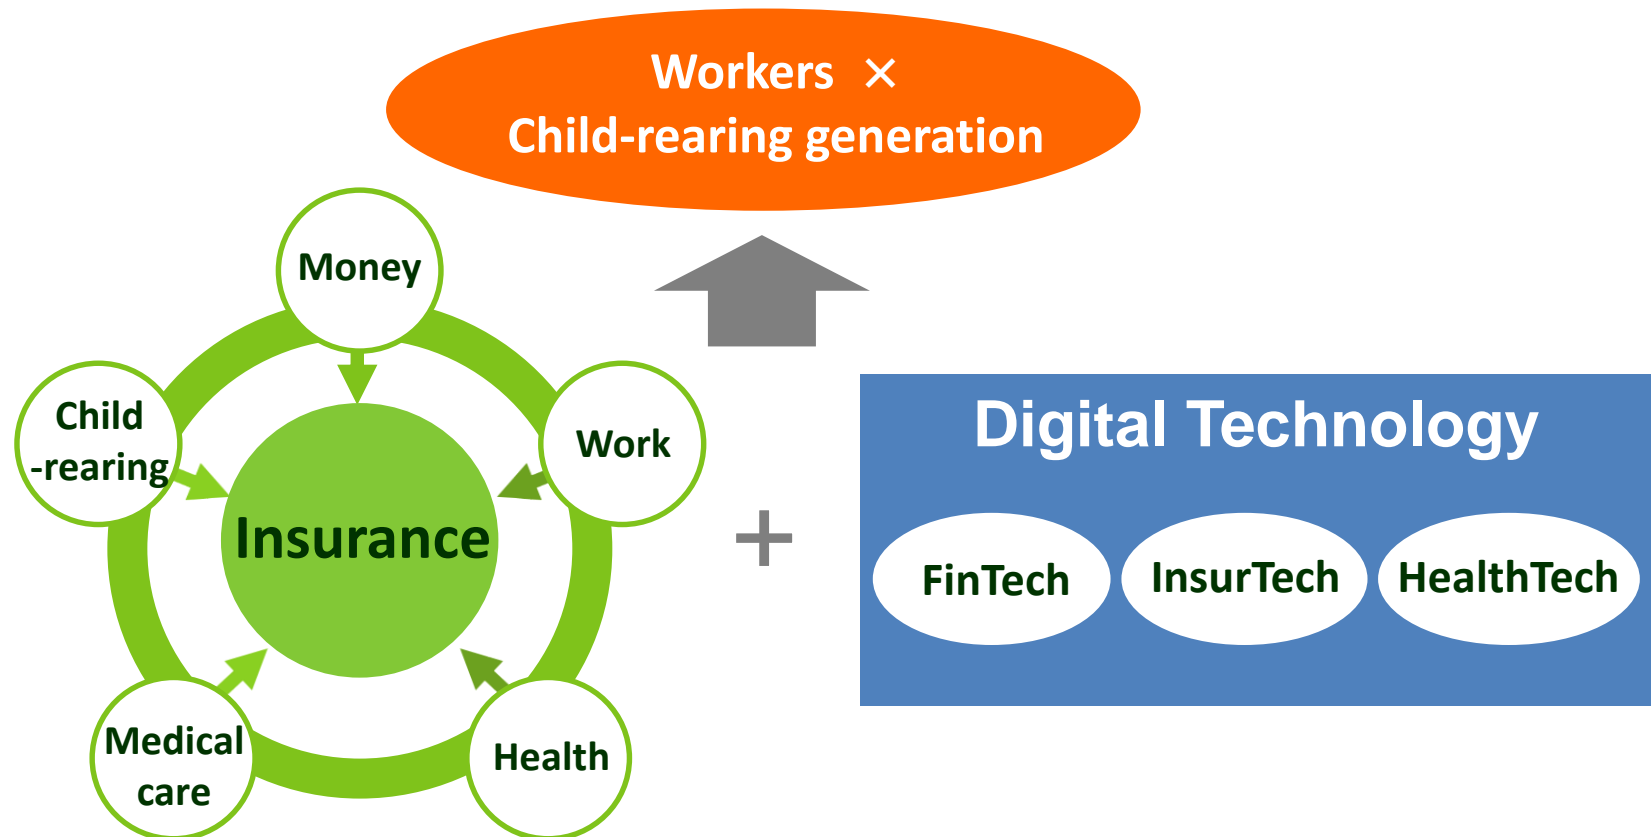 Workers ×
Child-rearing generation
Money
Child
-rearing
Work
Insurance
Medical
care
Health
+
Digital Technology
FinTech
InsurTech
HealthTech